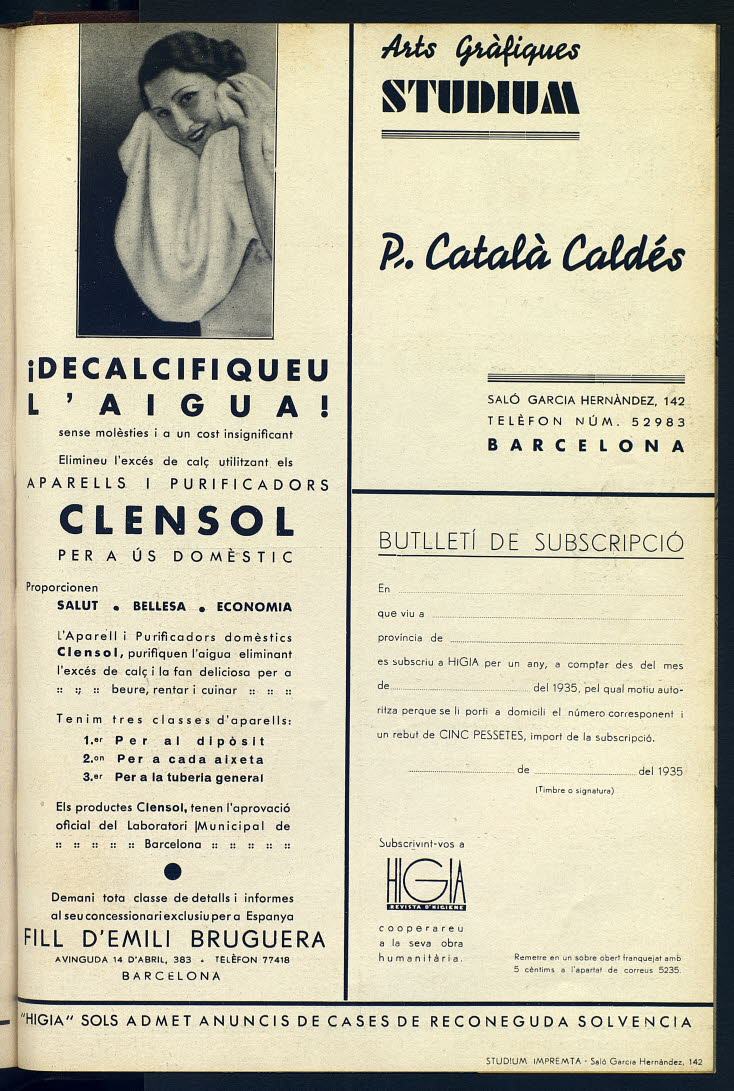 ¡DECALCIFIQUEU
L'AIGUA!
sense molèsties i a un cost insignificant
Elimineu l'excés de calç utilitzant els
APARELLS I PURIFICADORS
CLENSOL
PER A ÚS DOMÈSTIC
Proporcionen
SALUT • BELLESA • ECONOMIA
L'Aparell i Purificadors domèstics
Clensol, purifiquen l'aigua eliminant
l'excés de calç i la fan deliciosa per a
:: :; :: beure, rentar i cuinar :: :: ::
Tenim tres classes d'aparells:
1.er Per al dipòsit
2.on Per a cada aixeta
3.er Per a la tuberia general
Els productes Clensol, tenen l'aprovació
oficial del Laboratori |Municipal de
:: :: :: :: :: Barcelona :: :: :: :: ::
Demani tota classe de detalls i informes
al seu concessionari exclusiu per a Espanya
FILL D'EMILI BRUGUERA
AVINGUDA 14 D'ABRIL, 383 - TELÈFON 77418
BARCELONA
Arts Gràfiques
STUDIUM
P. Català Caldés
SALÓ GARCIA HERNÀNDEZ, 142
TELÈFON NÚM. 52983
BARCELONA
BUTLLETÍ DE SUBSCRIPCIÓ
En
que viu a
província de
es subscriu a HIGIA per un any, a comptar des del mes
de del 1935, pel qual motiu auto-
ritza perque se li porti a domicili el número corresponent i
un rebut de CINC PESSETES, import de la subscripció.
de del 1935
(Timbre o signatura)
Subscrivint-vos a
HIGIA
REVISTA D'HIGIENE
cooperareu
a la seva obra
humanitària.
Remetre en un sobre obert franquejat amb
5 cèntims a l'apartat de correus 5235.
"HIGIA" SOLS ADMET ANUNCIS DE CASES DE RECONEGUDA SOLVENCIA
STUDIUM IMPREMTA - Saló Garcia Hernàndez, 142